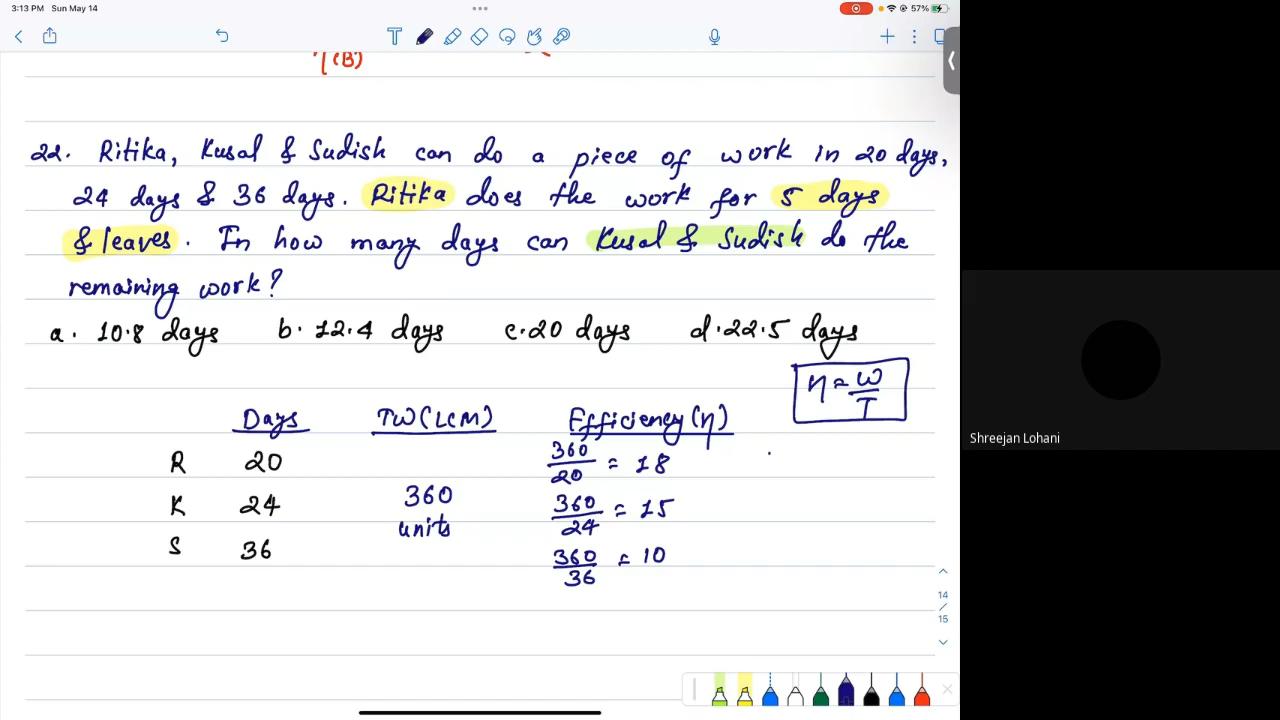 3:13 PM Sun May 14
57%
η(B)
22. Ritika, Kusal & Sudish can do a piece of work in 20 days,
24 days & 36 days. Ritika does the work for 5 days
& leaves. In how many days can Kusal & Sudish do the
remaining work?
a. 10.8 days b. 12.4 days c. 20 days d. 22.5 days
η = W/T
Days TW(LCM) Efficiency(η)
R 20 360/20 = 18
K 24 360 units 360/24 = 15
S 36 360/36 = 10
Shreejan Lohani
14
/
15
T